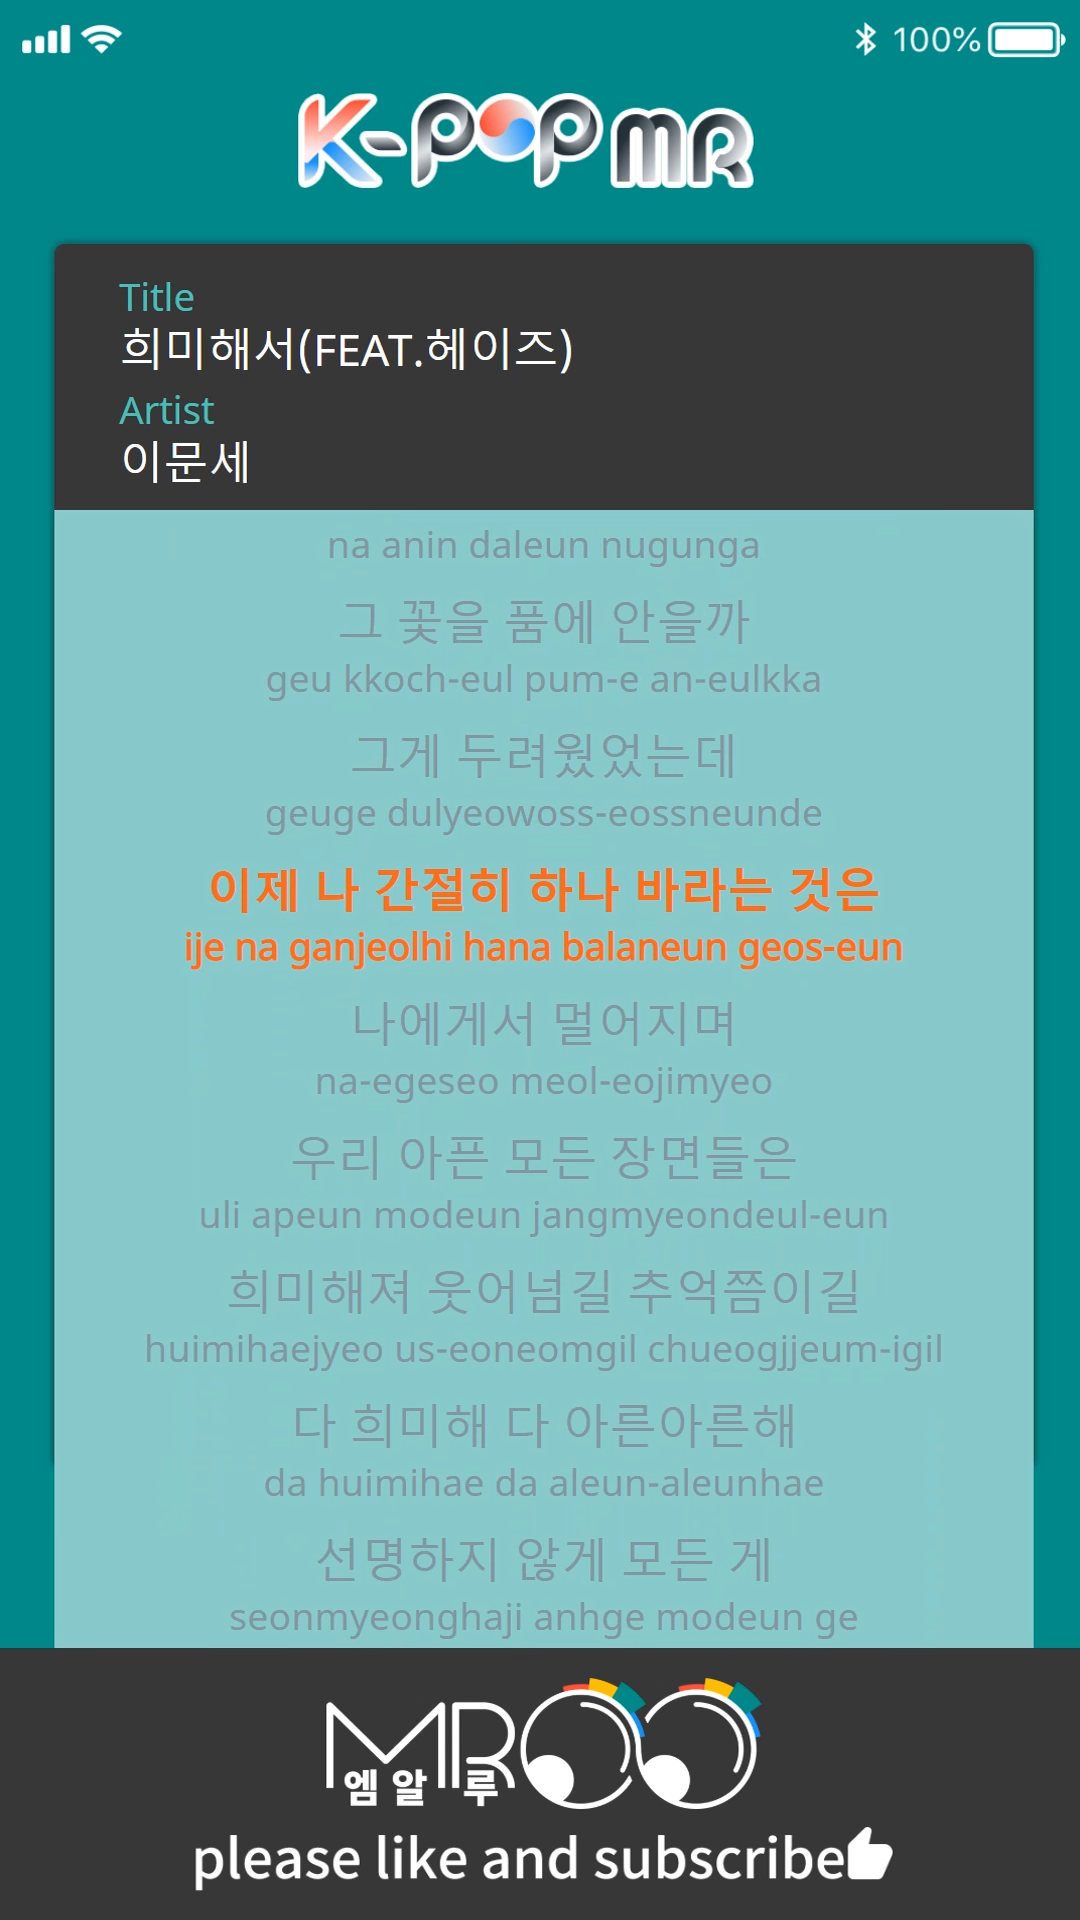 100%
K-POP MR
Title
희미해서(FEAT.헤이즈)
Artist
이문세
na anin daleun nugunga
그 꽃을 품에 안을까
geu kkoch-eul pum-e an-eulkka
그게 두려웠었는데
geuge dulyeowoss-eossneunde
이제 나 간절히 하나 바라는 것은
ije na ganjeolhi hana balaneun geos-eun
나에게서 멀어지며
na-egeseo meol-eojimyeo
우리 아픈 모든 장면들은
uli apeun modeun jangmyeondeul-eun
희미해져 웃어넘길 추억쯤이길
huimihaejyeo us-eoneomgil chueogjjeum-igil
다 희미해 다 아른아른해
da huimihae da aleun-aleunhae
선명하지 않게 모든 게
seonmyeonghaji anhge modeun ge
MROO
엠 알 루
please like and subscribe